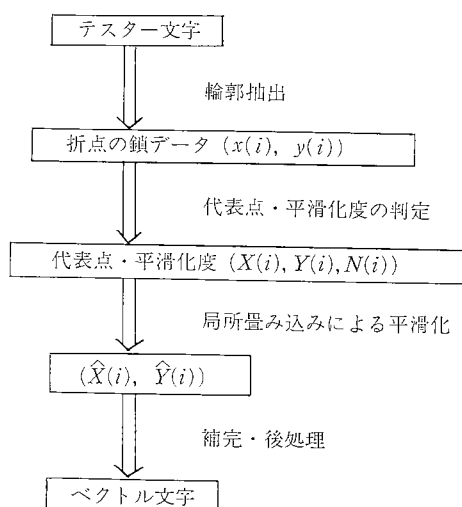 テスター文字
輪郭抽出
折点の鎖データ (x(i), y(i))
代表点・平滑化度の判定
代表点・平滑化度 (X(i), Y(i), N(i))
局所畳み込みによる平滑化
(X̂(i), Ŷ(i))
補完・後処理
ベクトル文字